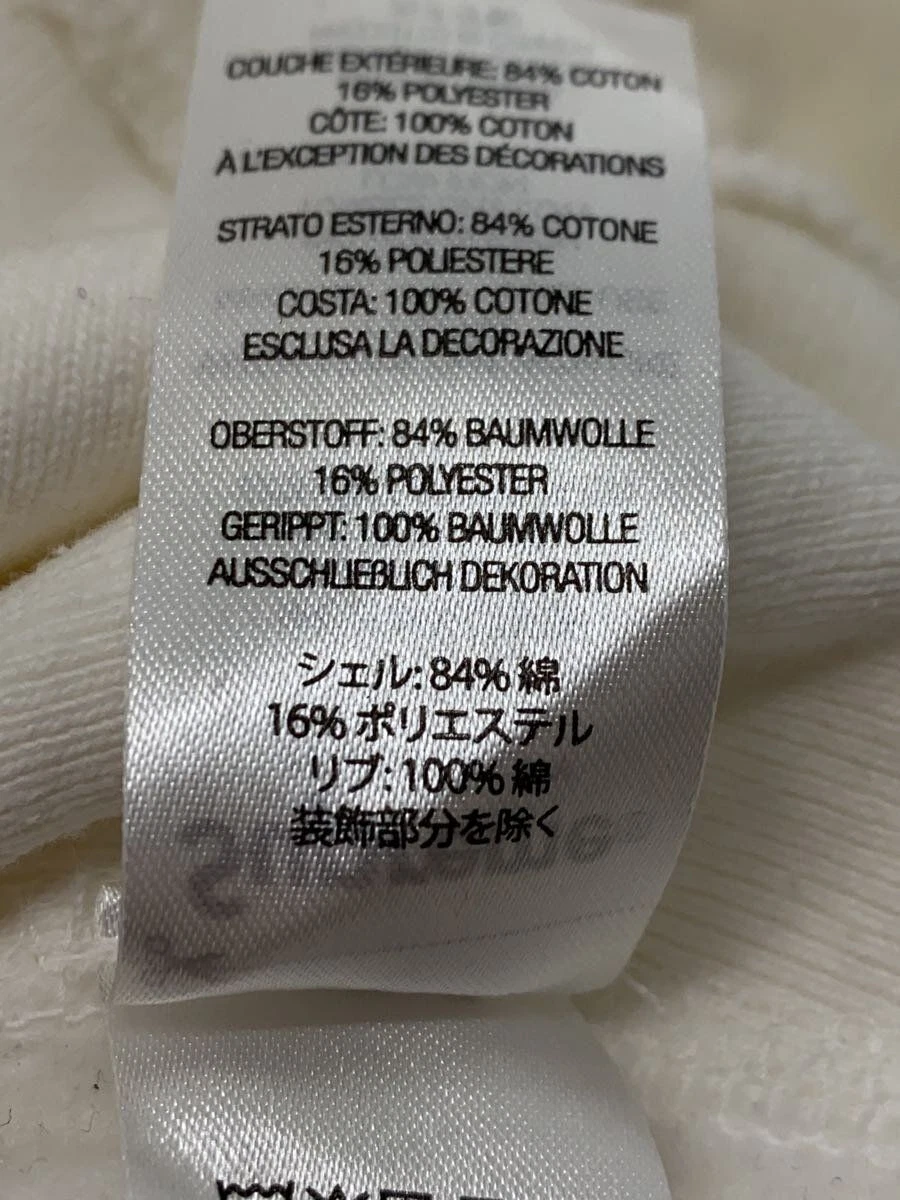 COUCHE EXTÉRIEURE: 84% COTON
16% POLYESTER
CÔTE: 100% COTON
À L'EXCEPTION DES DÉCORATIONS
STRATO ESTERNO: 84% COTONE
16% POLIESTERE
COSTA: 100% COTONE
ESCLUSA LA DECORAZIONE
OBERSTOFF: 84% BAUMWOLLE
16% POLYESTER
GERIPPT: 100% BAUMWOLLE
AUSSCHLIEßLICH DEKORATION
シェル: 84% 綿
16% ポリエステル
リブ: 100% 綿
装飾部分を除く